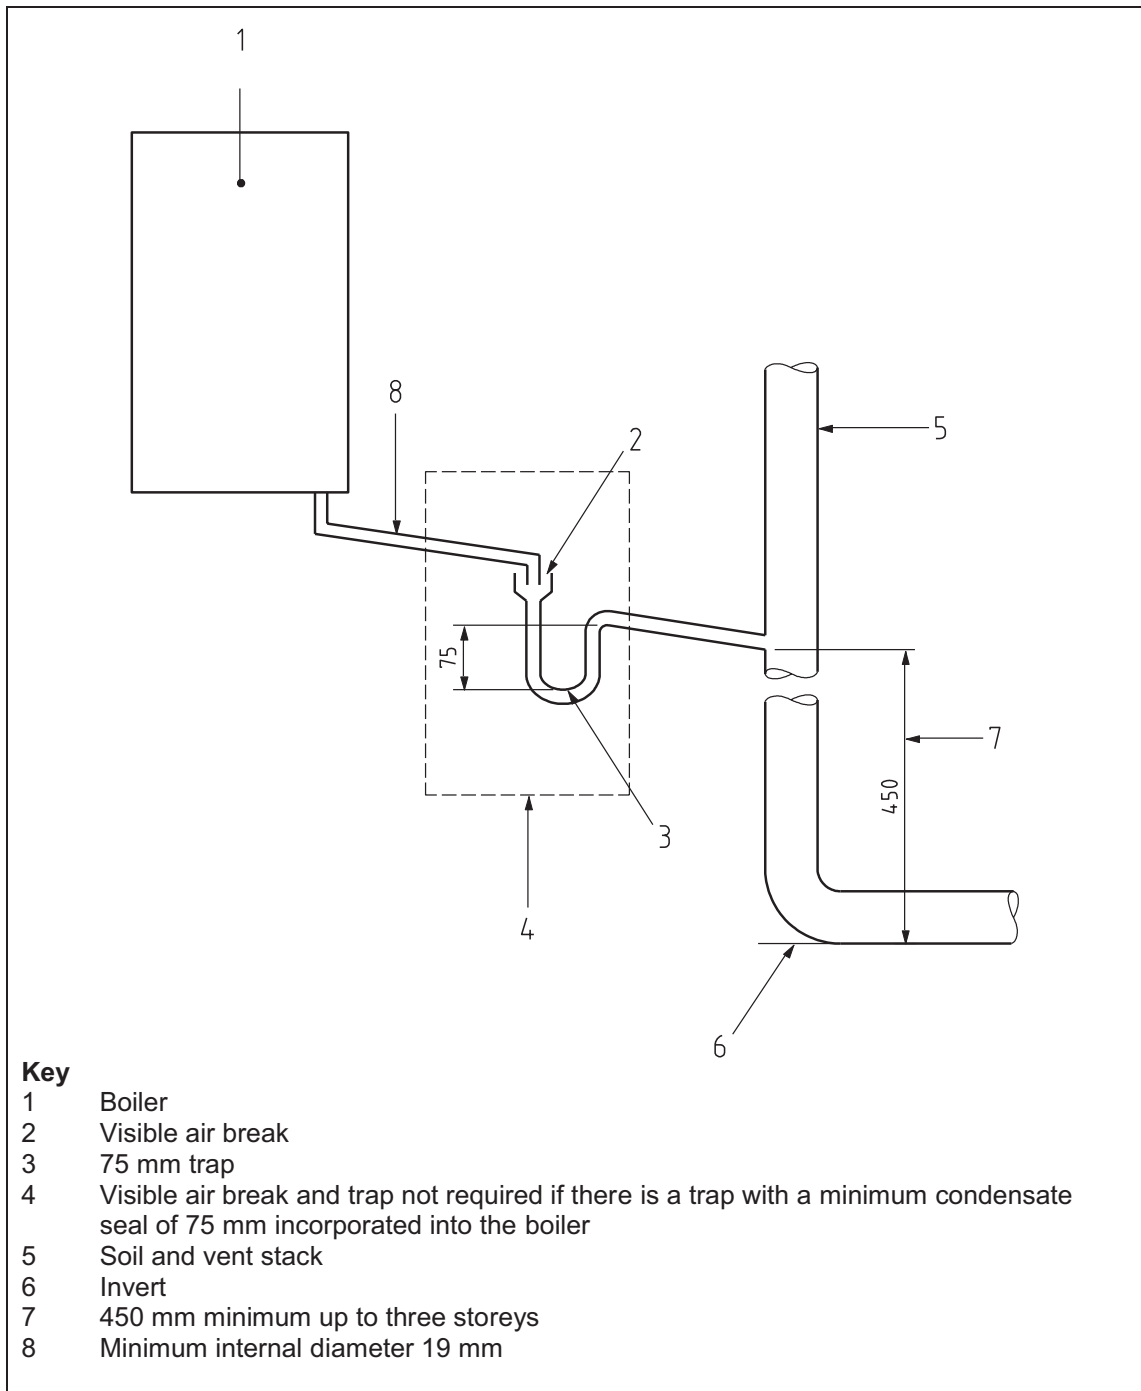 1
8
2
5
75
7
450
3
4
6
Key
1 Boiler
2 Visible air break
3 75 mm trap
4 Visible air break and trap not required if there is a trap with a minimum condensate
seal of 75 mm incorporated into the boiler
5 Soil and vent stack
6 Invert
7 450 mm minimum up to three storeys
8 Minimum internal diameter 19 mm